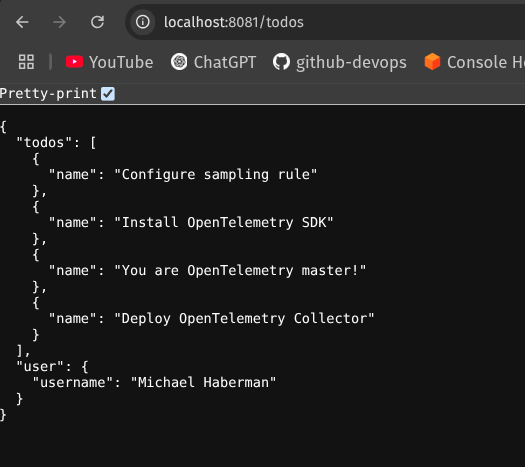 localhost:8081/todos
YouTube ChatGPT github-devops Console H
Pretty-print
{
  "todos": [
    {
      "name": "Configure sampling rule"
    },
    {
      "name": "Install OpenTelemetry SDK"
    },
    {
      "name": "You are OpenTelemetry master!"
    },
    {
      "name": "Deploy OpenTelemetry Collector"
    }
  ],
  "user": {
    "username": "Michael Haberman"
  }
}